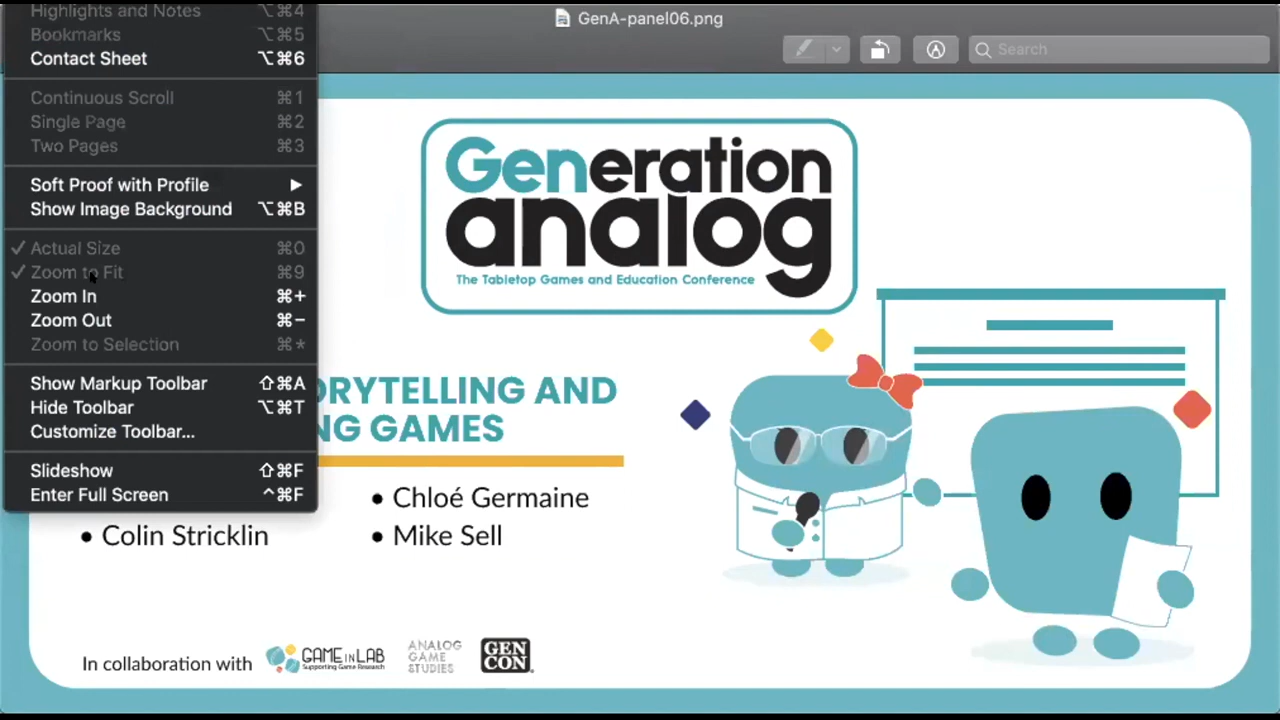 GenA-panel06.png
Search
Highlights and Notes ⌥⌘4
Bookmarks ⌥⌘5
Contact Sheet ⌥⌘6
Continuous Scroll ⌘1
Single Page ⌘2
Two Pages ⌘3
Soft Proof with Profile
Show Image Background ⌥⌘B
Actual Size ⌘0
Zoom to Fit ⌘9
Zoom In ⌘+
Zoom Out ⌘−
Zoom to Selection ⌘*
Show Markup Toolbar ⇧⌘A
Hide Toolbar ⌥⌘T
Customize Toolbar...
Slideshow ⇧⌘F
Enter Full Screen ^⌘F
Generation
analog
The Tabletop Games and Education Conference
ORYTELLING AND
NG GAMES
• Colin Stricklin
• Chloé Germaine
• Mike Sell
In collaboration with
GAME IN LAB
Supporting Game Research
ANALOG
GAME
STUDIES
GEN
CON